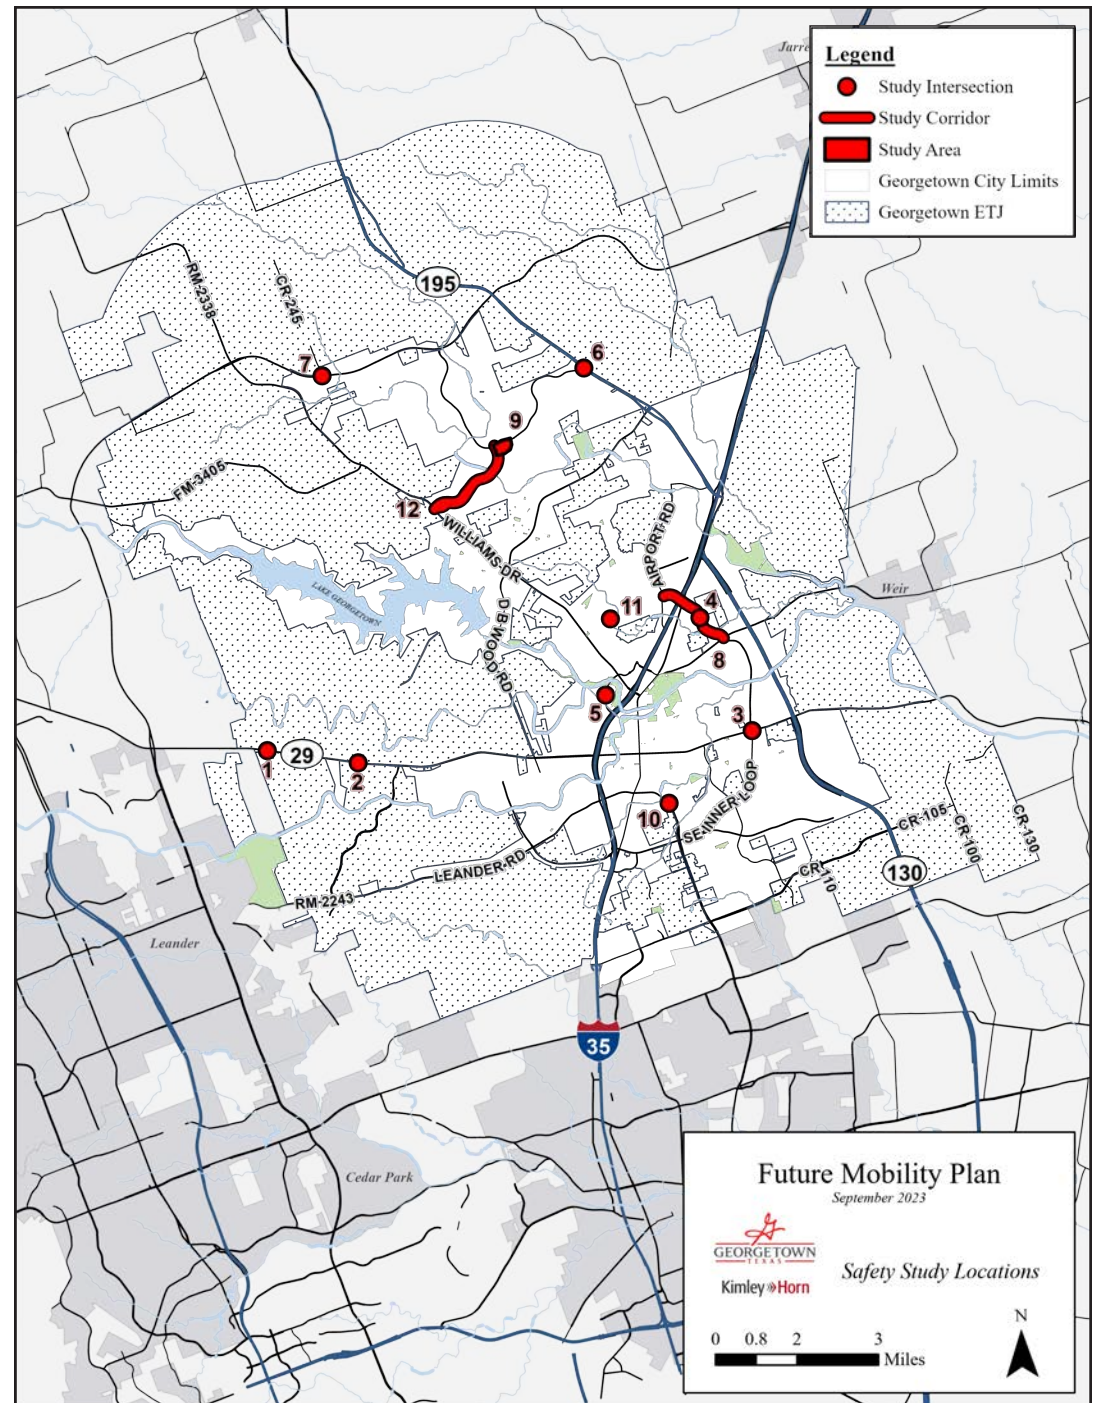 Jarre
Legend
Study Intersection
Study Corridor
Study Area
Georgetown City Limits
Georgetown ETJ
RM-2338
CR-245
195
7
6
9
FM-3405
12
WILLIAMS DR
AIRPORT RD
LAKE GEORGETOWN
Weir
11
4
D B WOOD RD
8
5
3
1
29
2
10
SE INNER LOOP
CR-105
CR-100
CR-130
LEANDER RD
CR-110
130
RM-2243
Leander
35
Cedar Park
Future Mobility Plan
September 2023
GEORGETOWN
TEXAS
Kimley»Horn
Safety Study Locations
N
0 0.8 2 3
Miles